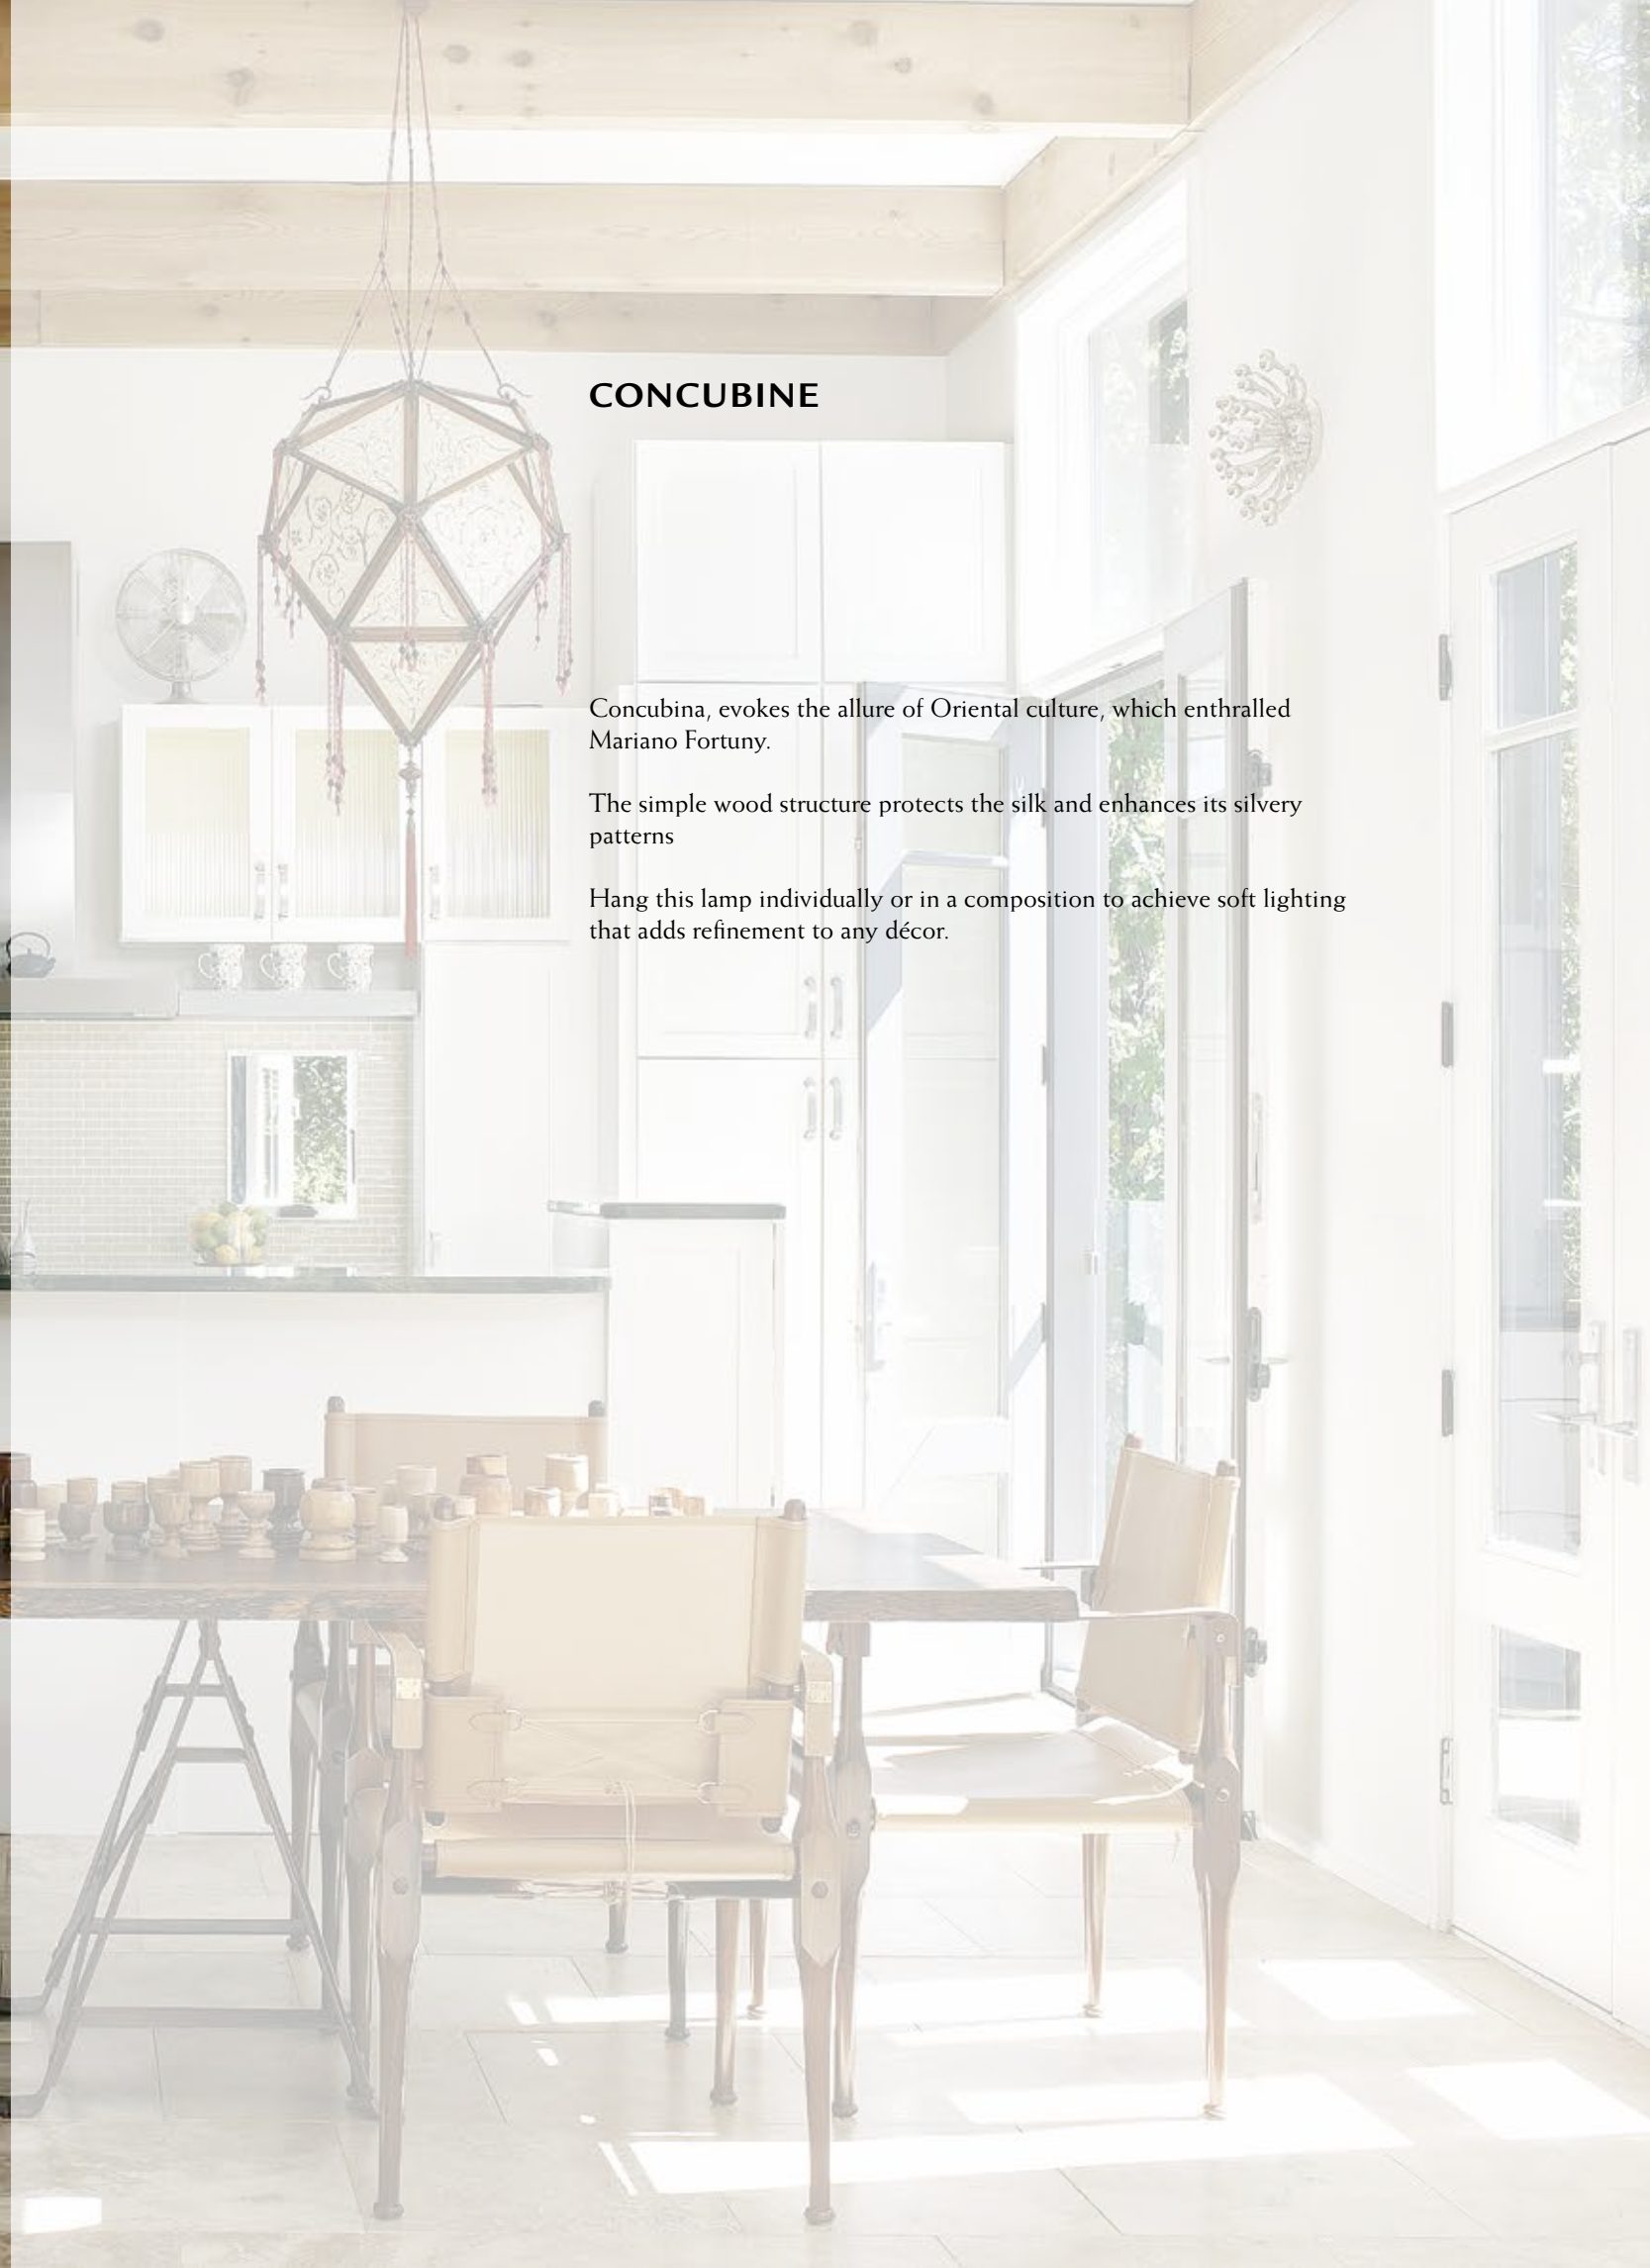 CONCUBINE
Concubina, evokes the allure of Oriental culture, which enthralled
Mariano Fortuny.
The simple wood structure protects the silk and enhances its silvery
patterns
Hang this lamp individually or in a composition to achieve soft lighting
that adds refinement to any décor.